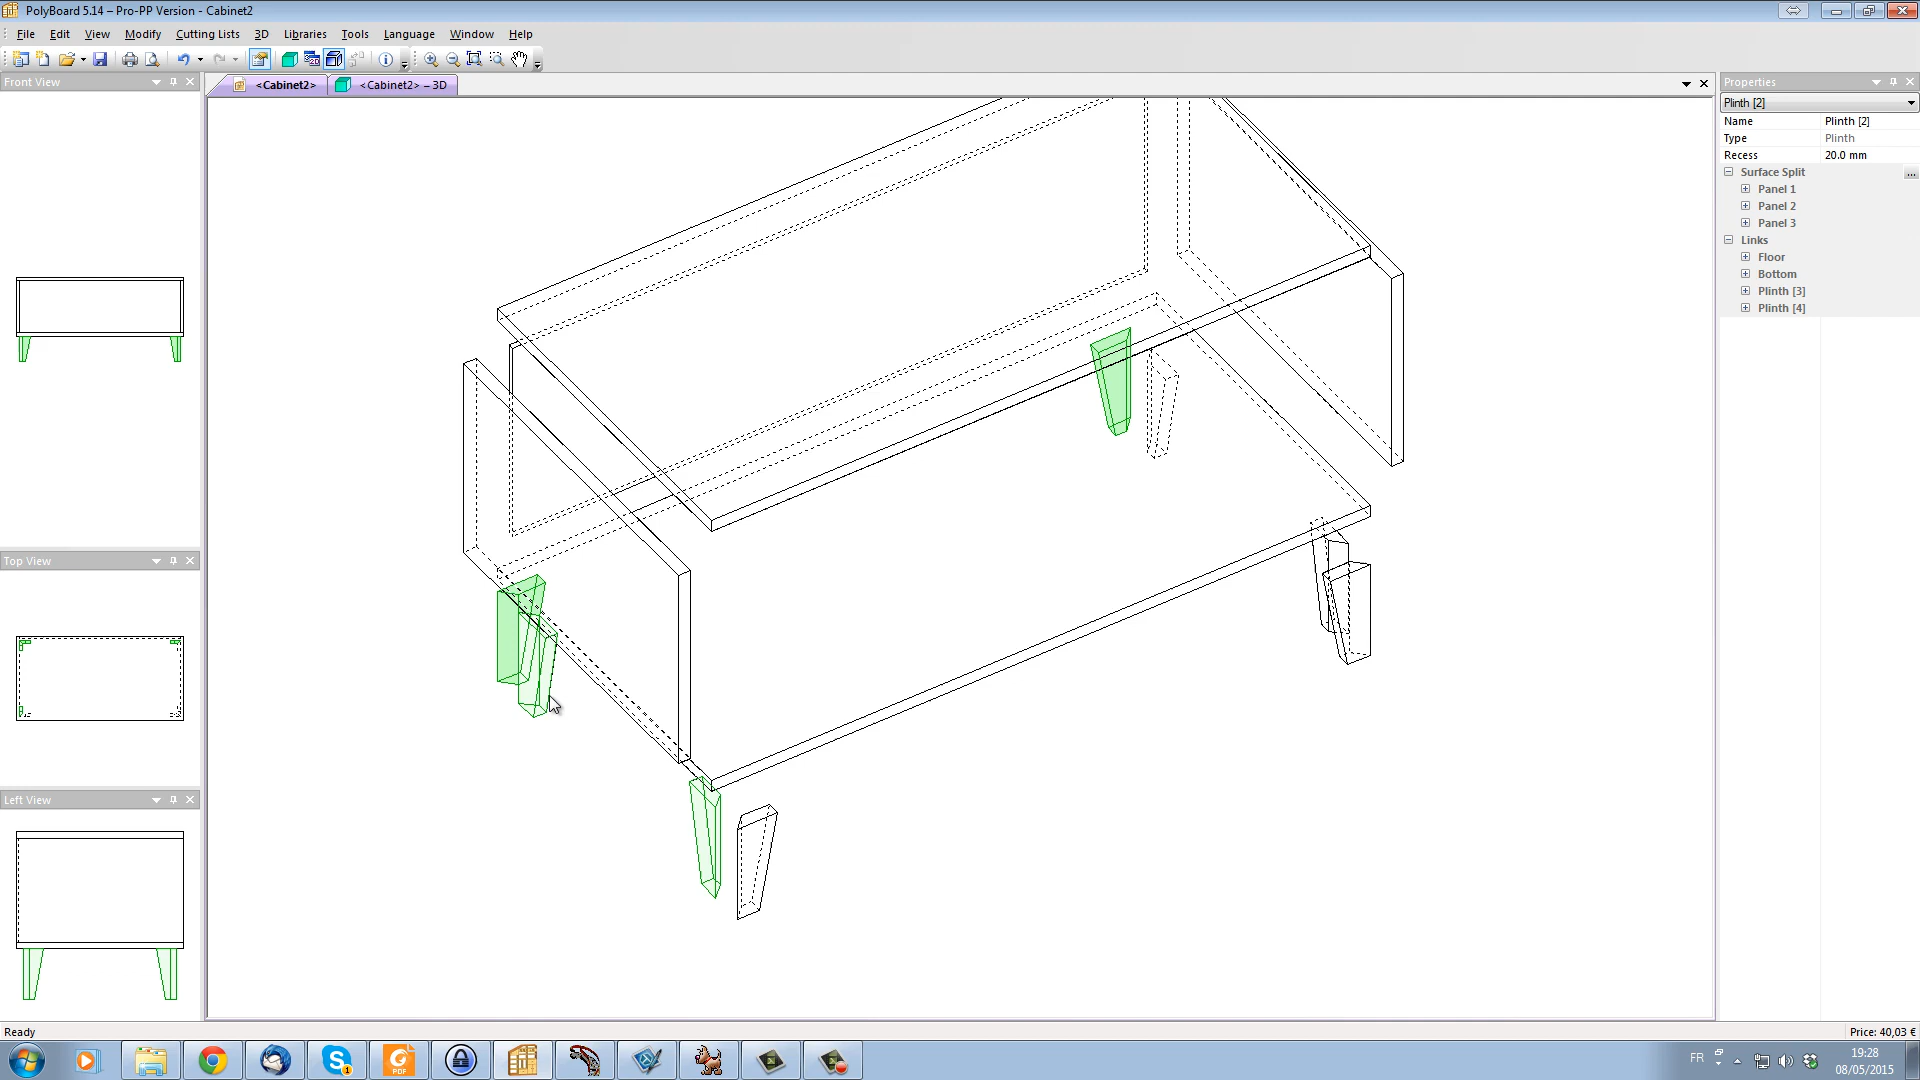 PolyBoard 5.14 – Pro-PP Version - Cabinet2
File Edit View Modify Cutting Lists 3D Libraries Tools Language Window Help
Front View
<Cabinet2>
<Cabinet2> – 3D
Properties
Plinth [2]
Name Plinth [2]
Type Plinth
Recess 20.0 mm
Surface Split ...
Panel 1
Panel 2
Panel 3
Links
Floor
Bottom
Plinth [3]
Plinth [4]
Top View
Left View
Ready
Price: 40,03 €
PDF
1
FR
19:28
08/05/2015